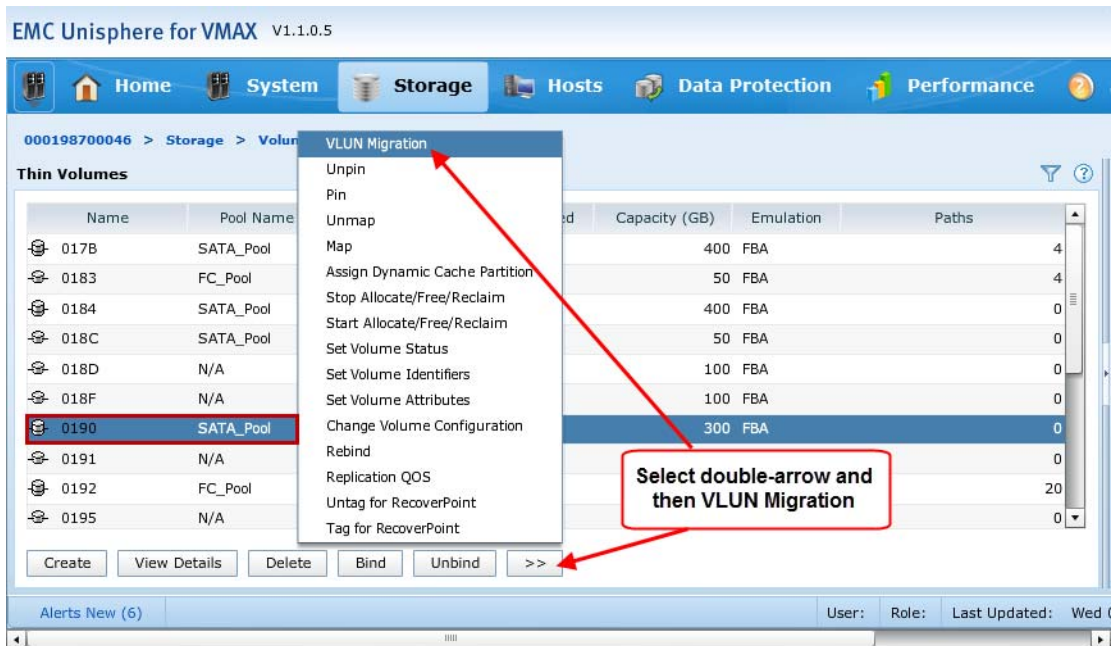 EMC Unisphere for VMAX V1.1.0.5
Home System Storage Hosts Data Protection Performance ?
000198700046 > Storage > Volun
Thin Volumes
Name Pool Name ed Capacity (GB) Emulation Paths
017B SATA_Pool 400 FBA 4
0183 FC_Pool 50 FBA 4
0184 SATA_Pool 400 FBA 0
018C SATA_Pool 50 FBA 0
018D N/A 100 FBA 0
018F N/A 100 FBA 0
0190 SATA_Pool 300 FBA 0
0191 N/A 0
0192 FC_Pool 20
0195 N/A 0
VLUN Migration
Unpin
Pin
Unmap
Map
Assign Dynamic Cache Partition
Stop Allocate/Free/Reclaim
Start Allocate/Free/Reclaim
Set Volume Status
Set Volume Identifiers
Set Volume Attributes
Change Volume Configuration
Rebind
Replication QOS
Untag for RecoverPoint
Tag for RecoverPoint
Select double-arrow and
then VLUN Migration
Create View Details Delete Bind Unbind >>
Alerts New (6) User: Role: Last Updated: Wed